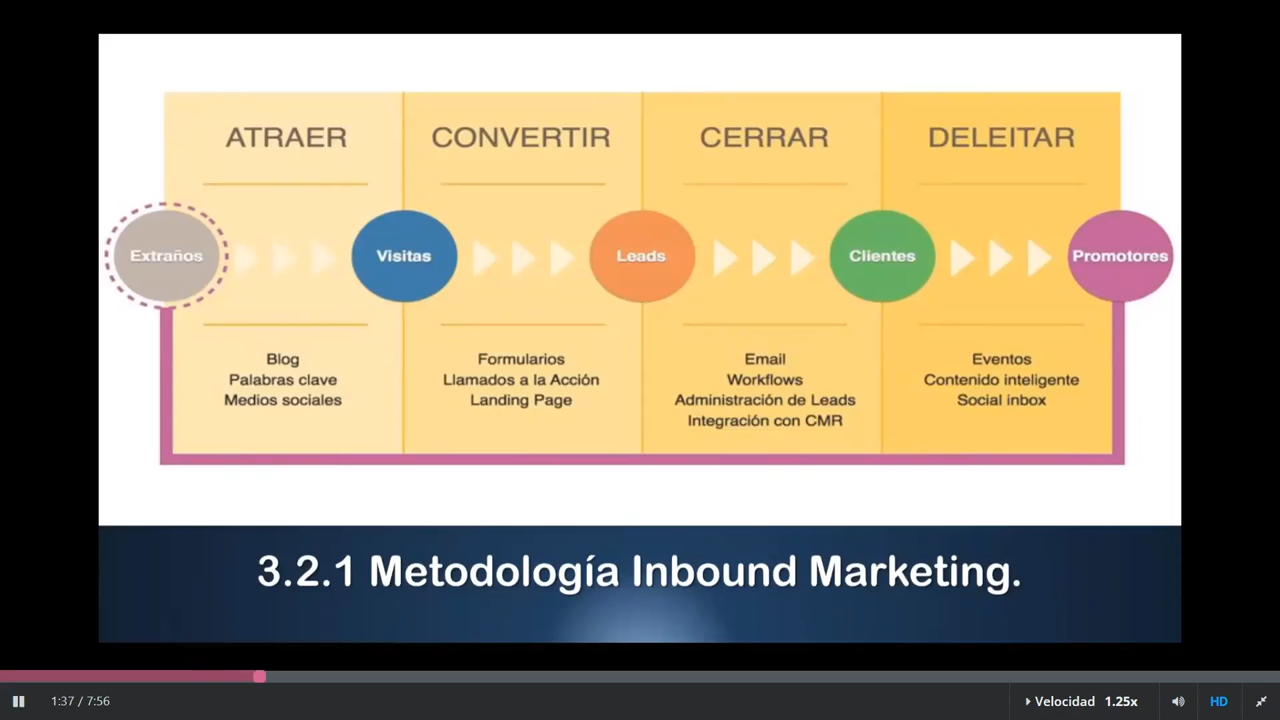 ATRAER
CONVERTIR
CERRAR
DELEITAR
Extraños
Visitas
Leads
Clientes
Promotores
Blog
Palabras clave
Medios sociales
Formularios
Llamados a la Acción
Landing Page
Email
Workflows
Administración de Leads
Integración con CMR
Eventos
Contenido inteligente
Social inbox
3.2.1 Metodología Inbound Marketing.
1:37 / 7:56
Velocidad 1.25x
HD